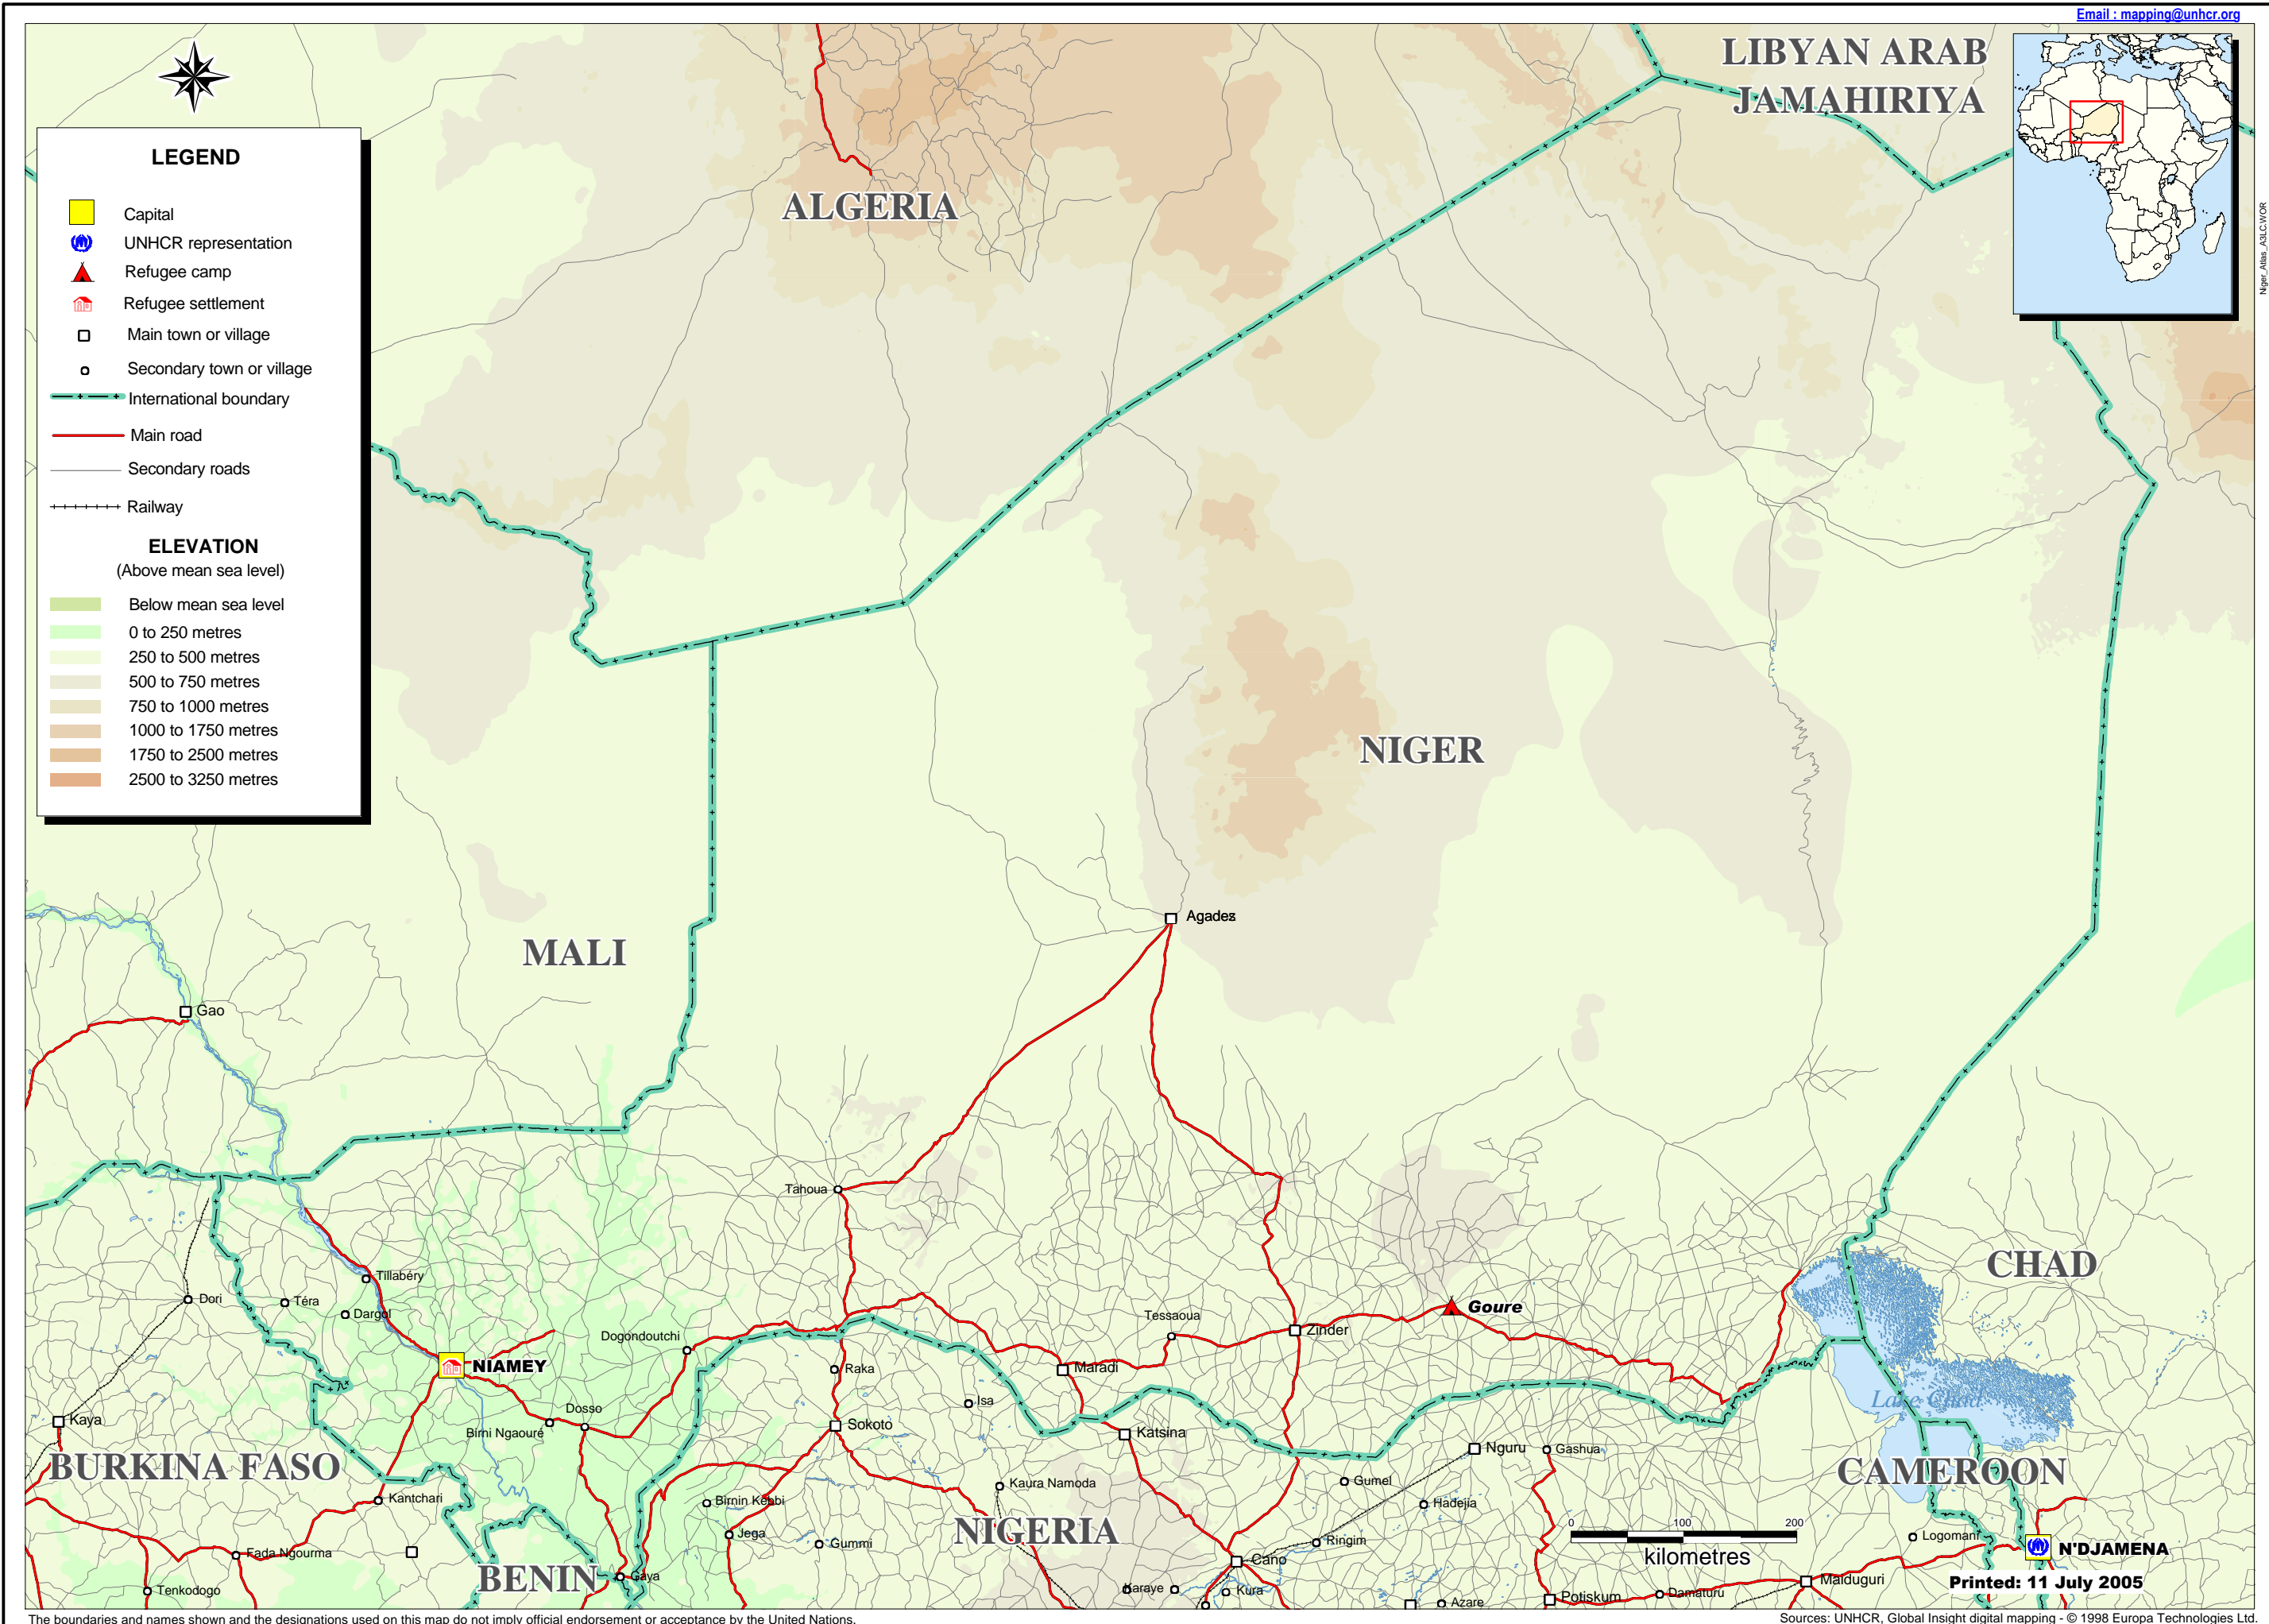 Email : mapping@unhcr.org
LIBYAN ARAB
JAMAHIRIYA
Niger_Atlas_A3LC.WOR
LEGEND
Capital
UNHCR representation
Refugee camp
Refugee settlement
Main town or village
Secondary town or village
International boundary
Main road
Secondary roads
Railway
ELEVATION
(Above mean sea level)
Below mean sea level
0 to 250 metres
250 to 500 metres
500 to 750 metres
750 to 1000 metres
1000 to 1750 metres
1750 to 2500 metres
2500 to 3250 metres
ALGERIA
NIGER
Agadez
MALI
Gao
Tahoua
CHAD
Tillabéry
Dori
Téra
Dargol
Goure
Tessaoua
Zinder
Dogondoutchi
NIAMEY
Raka
Maradi
Isa
Lake Chad
Kaya
Dosso
Birni Ngaouré
Sokoto
Katsina
Nguru
Gashua
BURKINA FASO
CAMEROON
Kaura Namoda
Gumel
Kantchari
Birnin Kebbi
Hadejia
Jega
NIGERIA
Gummi
Ringim
0 100 200
kilometres
Logomani
N'DJAMENA
Fada Ngourma
Cano
BENIN
Gaya
Maiduguri
Printed: 11 July 2005
Tenkodogo
Karaye
Kura
Azare
Potiskum
Damaturu
The boundaries and names shown and the designations used on this map do not imply official endorsement or acceptance by the United Nations.
Sources: UNHCR, Global Insight digital mapping - © 1998 Europa Technologies Ltd.